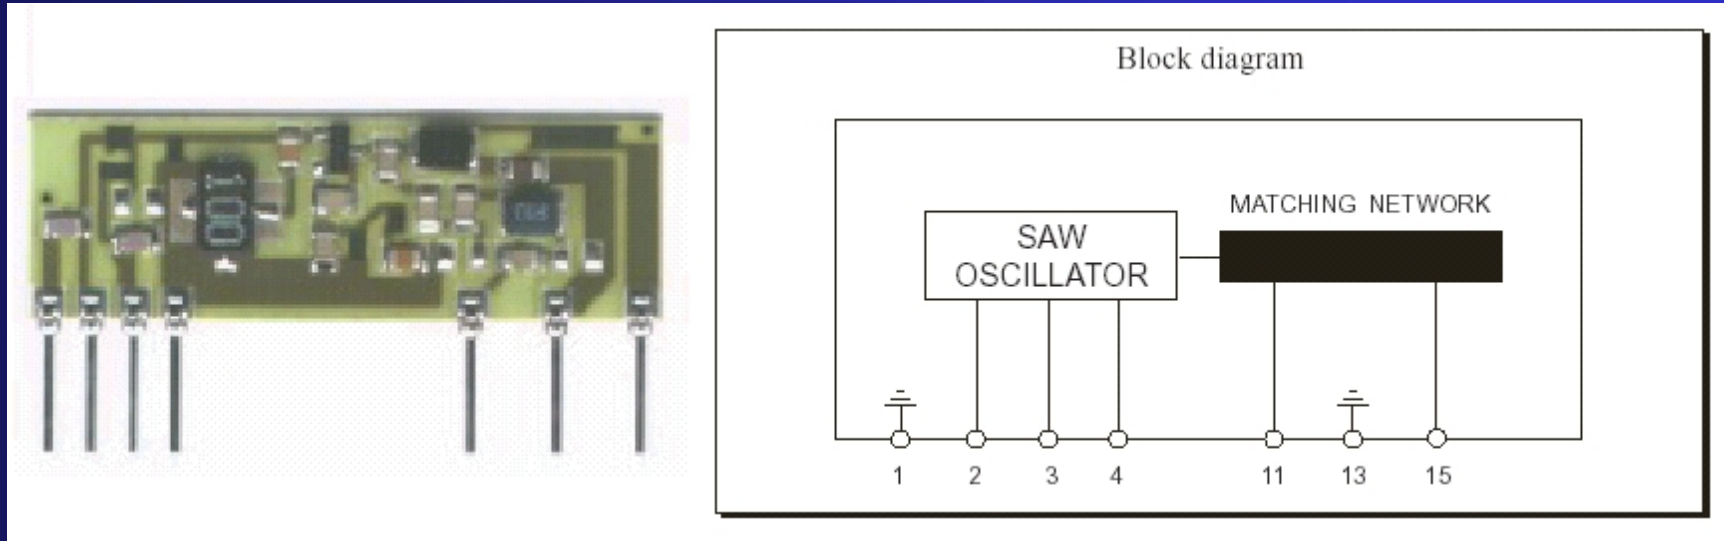 Block diagram
MATCHING NETWORK
SAW
OSCILLATOR
1 2 3 4 11 13 15